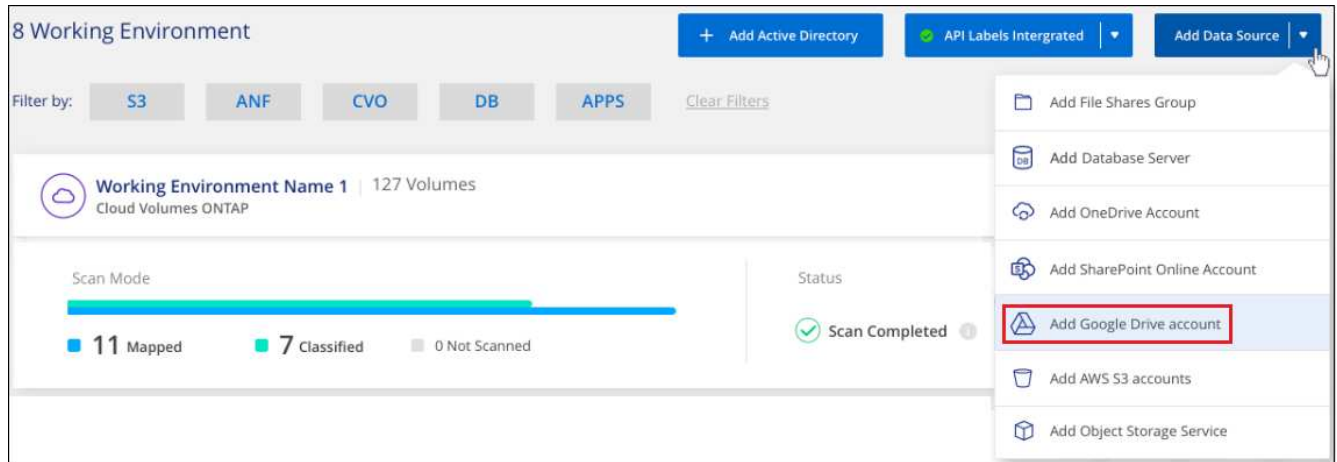 8 Working Environment
+ Add Active Directory
API Labels Intergrated
Add Data Source
Filter by:
S3
ANF
CVO
DB
APPS
Clear Filters
Add File Shares Group
DB
Add Database Server
Working Environment Name 1 | 127 Volumes
Cloud Volumes ONTAP
Add OneDrive Account
Scan Mode
Status
Add SharePoint Online Account
Add Google Drive account
11 Mapped
7 Classified
0 Not Scanned
Scan Completed
Add AWS S3 accounts
Add Object Storage Service